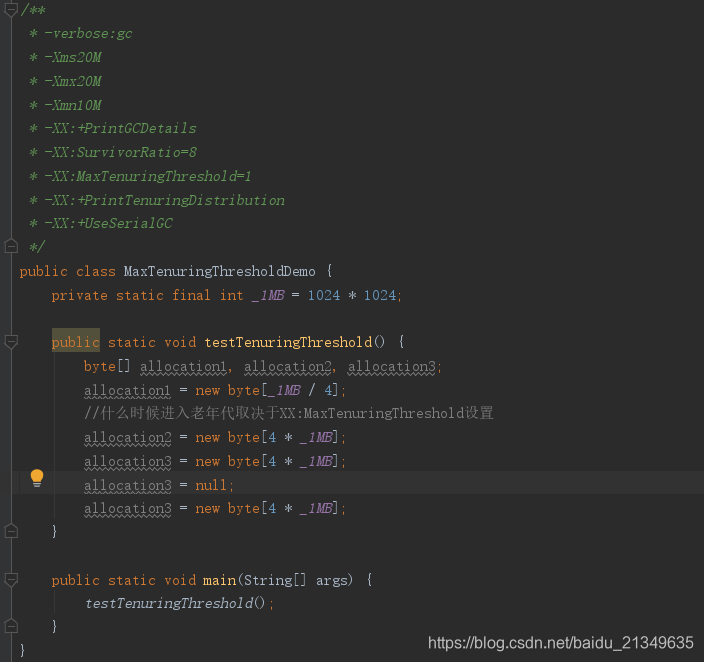 /**
 * -verbose:gc
 * -Xms20M
 * -Xmx20M
 * -Xmn10M
 * -XX:+PrintGCDetails
 * -XX:SurvivorRatio=8
 * -XX:MaxTenuringThreshold=1
 * -XX:+PrintTenuringDistribution
 * -XX:+UseSerialGC
 */
public class MaxTenuringThresholdDemo {
    private static final int _1MB = 1024 * 1024;

    public static void testTenuringThreshold() {
        byte[] allocation1, allocation2, allocation3;
        allocation1 = new byte[_1MB / 4];
        //什么时候进入老年代取决于XX:MaxTenuringThreshold设置
        allocation2 = new byte[4 * _1MB];
        allocation3 = new byte[4 * _1MB];
        allocation3 = null;
        allocation3 = new byte[4 * _1MB];
    }

    public static void main(String[] args) {
        testTenuringThreshold();
    }
}
https://blog.csdn.net/baidu_21349635